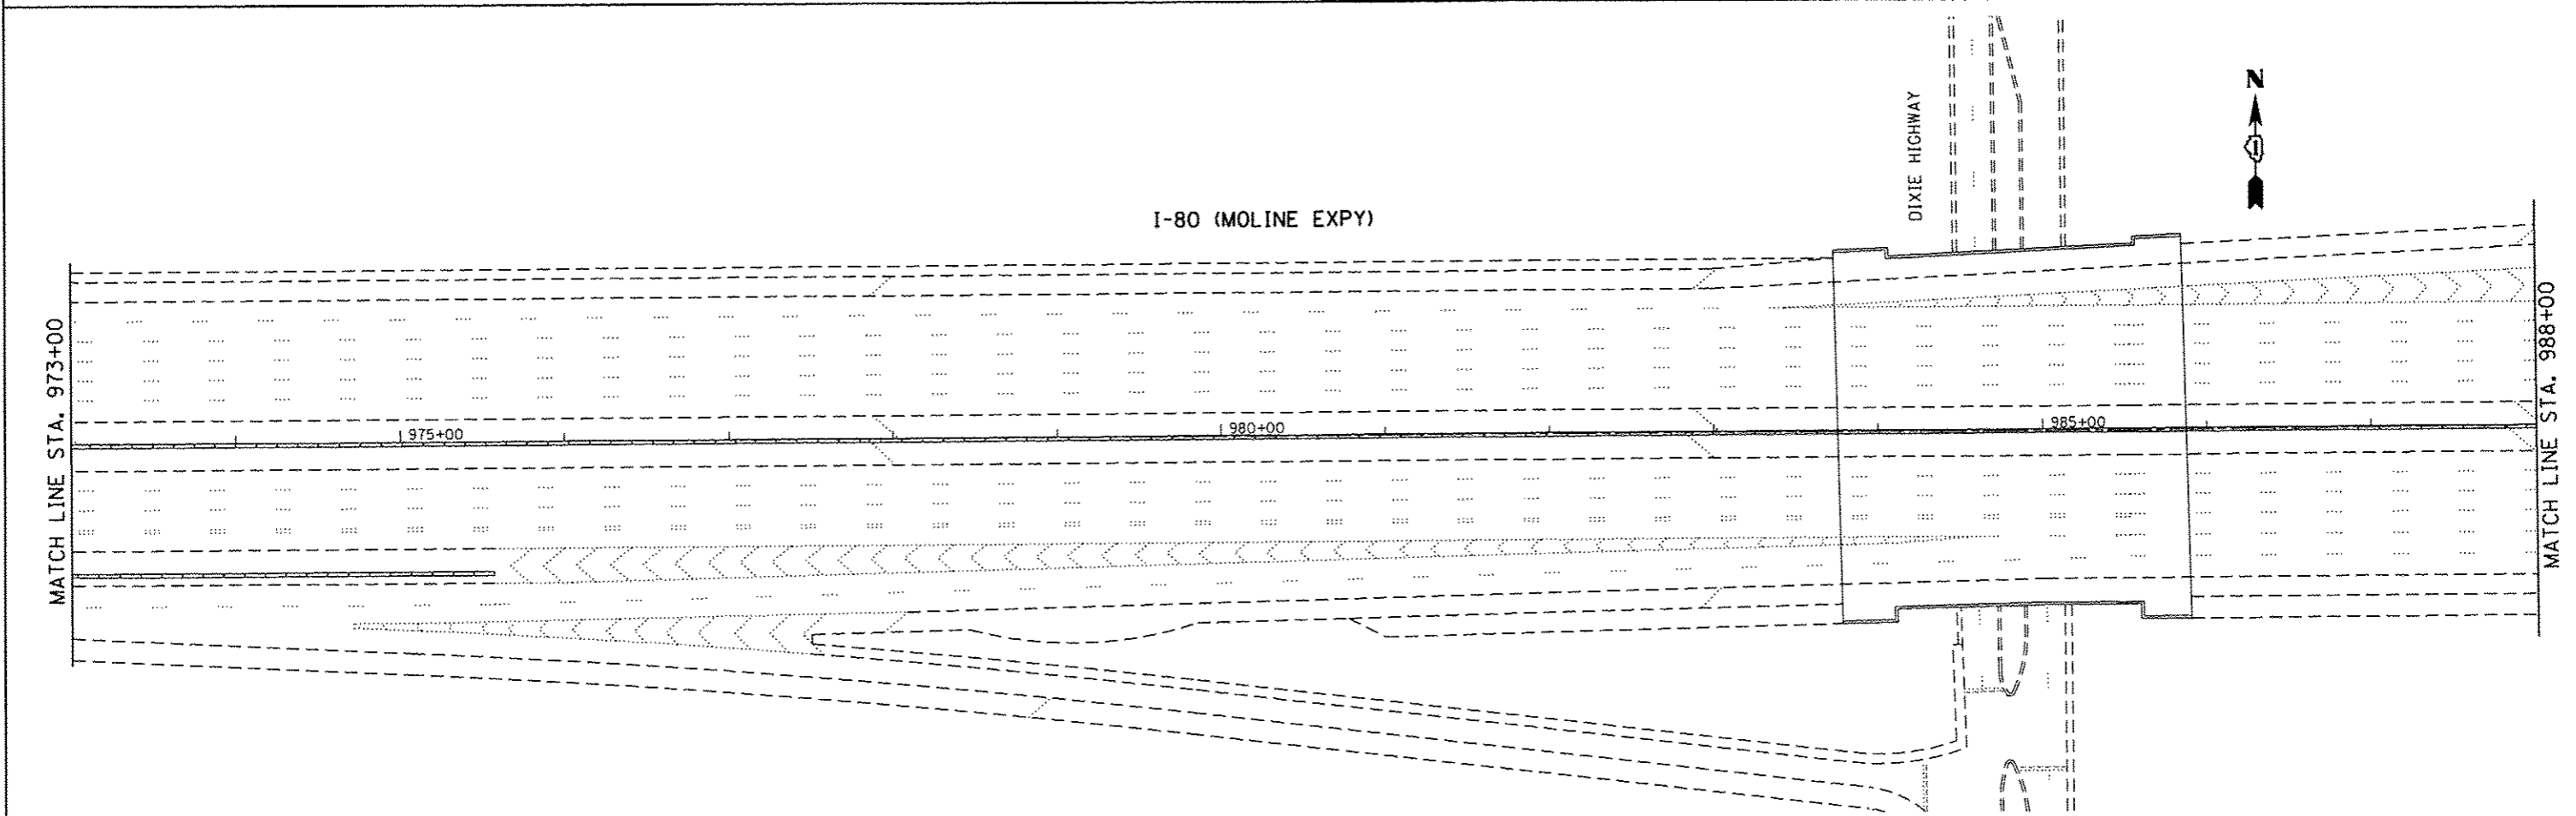 N
DIXIE HIGHWAY
I-80 (MOLINE EXPY)
MATCH LINE STA. 973+00
975+00
980+00
985+00
MATCH LINE STA. 988+00